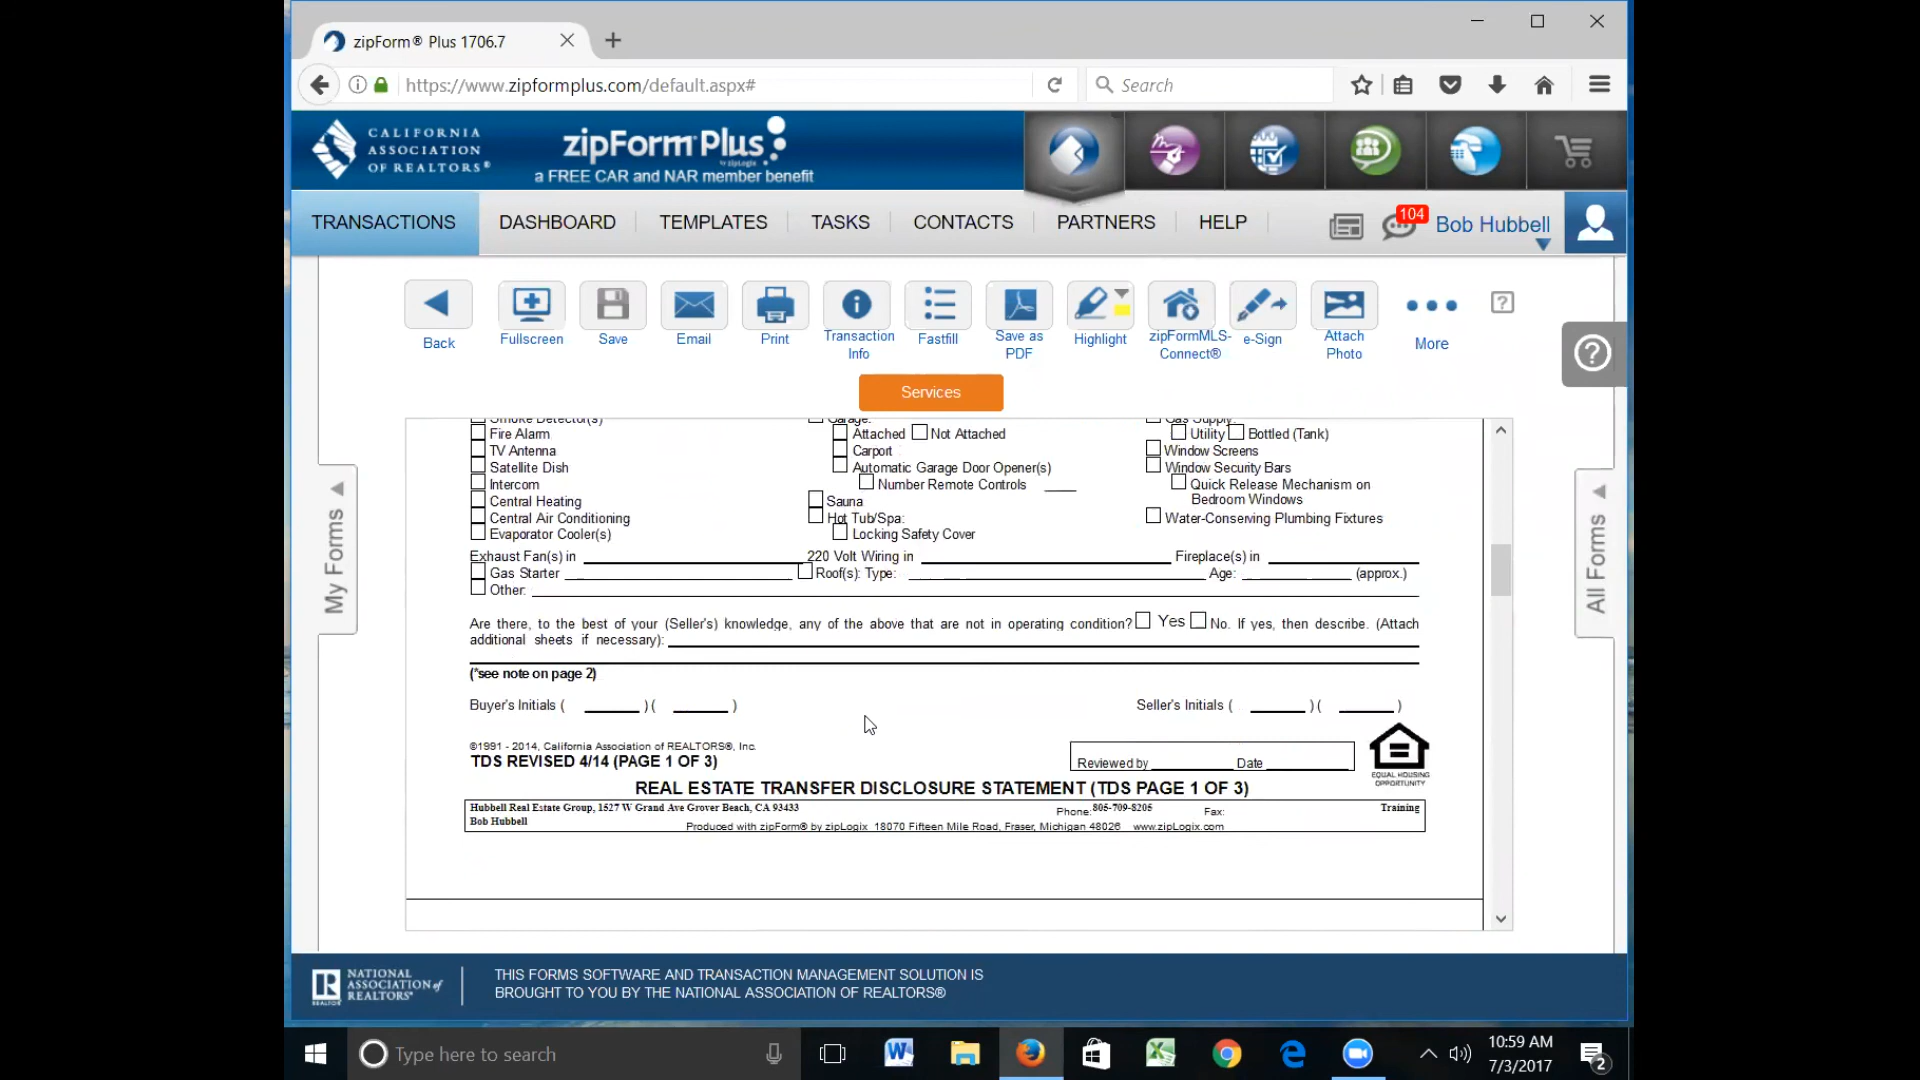 zipForm® Plus 1706.7
https://www.zipformplus.com/default.aspx#
Search
CALIFORNIA
ASSOCIATION
OF REALTORS®
zipForm Plus
by zipLogix
a FREE CAR and NAR member benefit
TRANSACTIONS
DASHBOARD
TEMPLATES
TASKS
CONTACTS
PARTNERS
HELP
104
Bob Hubbell
Back
Fullscreen
Save
Email
Print
Transaction
Info
Fastfill
Save as
PDF
Highlight
zipFormMLS-
Connect®
e-Sign
Attach
Photo
More
Services
My Forms
All Forms
Smoke Detector(s) Garage: Gas Supply:
Fire Alarm Attached Not Attached Utility Bottled (Tank)
TV Antenna Carport Window Screens
Satellite Dish Automatic Garage Door Opener(s) Window Security Bars
Intercom Number Remote Controls Quick Release Mechanism on
Bedroom Windows
Central Heating Sauna
Central Air Conditioning Hot Tub/Spa: Water-Conserving Plumbing Fixtures
Evaporator Cooler(s) Locking Safety Cover
Exhaust Fan(s) in 220 Volt Wiring in Fireplace(s) in
Gas Starter Roof(s): Type: Age: (approx.)
Other:
Are there, to the best of your (Seller's) knowledge, any of the above that are not in operating condition? Yes No. If yes, then describe. (Attach
additional sheets if necessary):
(*see note on page 2)
Buyer's Initials ( )( ) Seller's Initials ( )( )
©1991 - 2014, California Association of REALTORS®, Inc.
TDS REVISED 4/14 (PAGE 1 OF 3)
Reviewed by Date
EQUAL HOUSING
OPPORTUNITY
REAL ESTATE TRANSFER DISCLOSURE STATEMENT (TDS PAGE 1 OF 3)
Hubbell Real Estate Group, 1527 W Grand Ave Grover Beach, CA 93433 Phone: 805-709-8205 Fax: Training
Bob Hubbell
Produced with zipForm® by zipLogix 18070 Fifteen Mile Road, Fraser, Michigan 48026 www.zipLogix.com
NATIONAL
ASSOCIATION of
REALTORS®
REALTOR
THIS FORMS SOFTWARE AND TRANSACTION MANAGEMENT SOLUTION IS
BROUGHT TO YOU BY THE NATIONAL ASSOCIATION OF REALTORS®
Type here to search
10:59 AM
7/3/2017
2